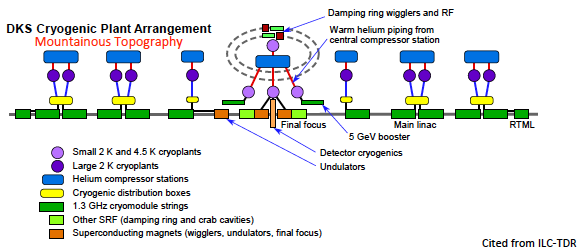 DKS Cryogenic Plant Arrangement
Mountainous Topography
Damping ring wigglers and RF
Warm helium piping from
central compressor station
Final focus
Main linac
RTML
5 GeV booster
Detector cryogenics
Undulators
Small 2 K and 4.5 K cryoplants
Large 2 K cryoplants
Helium compressor stations
Cryogenic distribution boxes
1.3 GHz cryomodule strings
Other SRF (damping ring and crab cavities)
Superconducting magnets (wigglers, undulators, final focus)
Cited from ILC-TDR